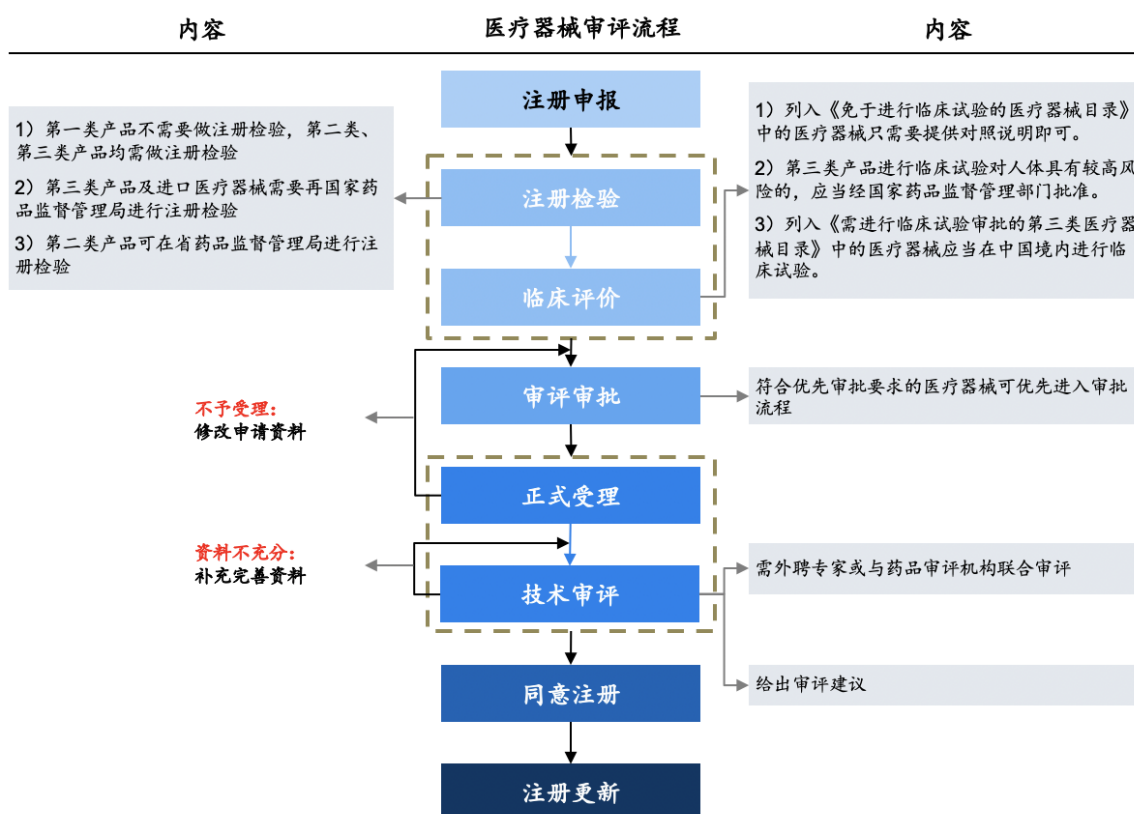 内容
医疗器械审评流程
内容
注册申报
1）第一类产品不需要做注册检验，第二类、
第三类产品均需做注册检验
2）第三类产品及进口医疗器械需要再国家药
品监督管理局进行注册检验
3）第二类产品可在省药品监督管理局进行注
册检验
注册检验
临床评价
1）列入《免于进行临床试验的医疗器械目录》
中的医疗器械只需要提供对照说明即可。
2）第三类产品进行临床试验对人体具有较高风
险的，应当经国家药品监督管理部门批准。
3）列入《需进行临床试验审批的第三类医疗器
械目录》中的医疗器械应当在中国境内进行临
床试验。
审评审批
符合优先审批要求的医疗器械可优先进入审批
流程
不予受理：
修改申请资料
正式受理
资料不充分：
补充完善资料
技术审评
需外聘专家或与药品审评机构联合审评
给出审评建议
同意注册
注册更新